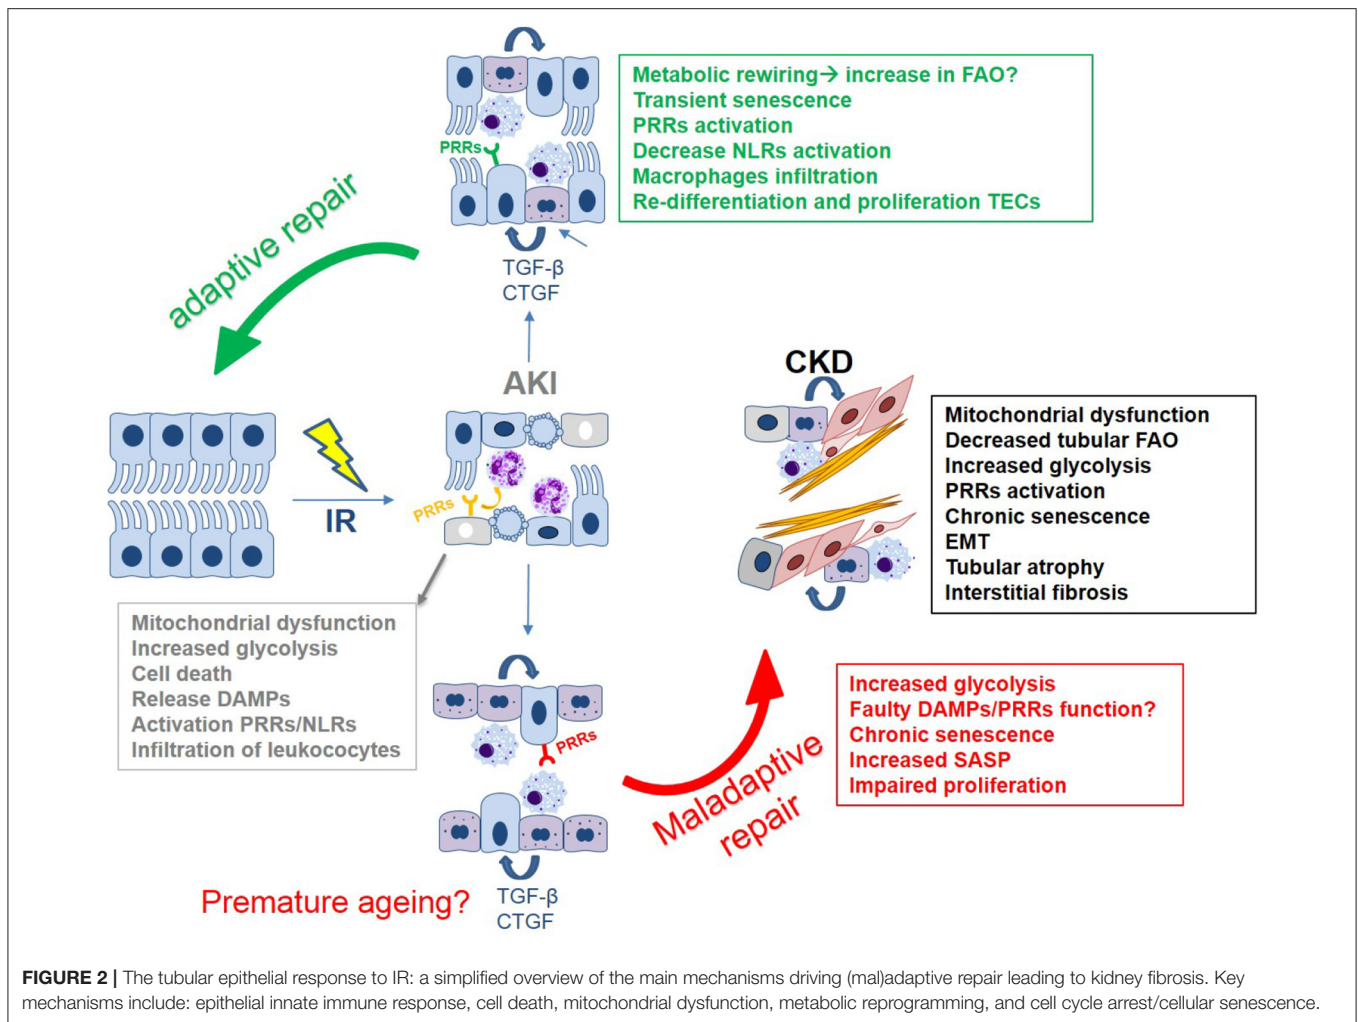 Metabolic rewiring→ increase in FAO?
Transient senescence
PRRs activation
Decrease NLRs activation
Macrophages infiltration
Re-differentiation and proliferation TECs
PRRs
TGF-β
CTGF
adaptive repair
AKI
IR
PRRs
CKD
Mitochondrial dysfunction
Decreased tubular FAO
Increased glycolysis
PRRs activation
Chronic senescence
EMT
Tubular atrophy
Interstitial fibrosis
Mitochondrial dysfunction
Increased glycolysis
Cell death
Release DAMPs
Activation PRRs/NLRs
Infiltration of leukococytes
PRRs
Maladaptive
repair
Increased glycolysis
Faulty DAMPs/PRRs function?
Chronic senescence
Increased SASP
Impaired proliferation
Premature ageing?
TGF-β
CTGF
FIGURE 2 | The tubular epithelial response to IR: a simplified overview of the main mechanisms driving (mal)adaptive repair leading to kidney fibrosis. Key
mechanisms include: epithelial innate immune response, cell death, mitochondrial dysfunction, metabolic reprogramming, and cell cycle arrest/cellular senescence.